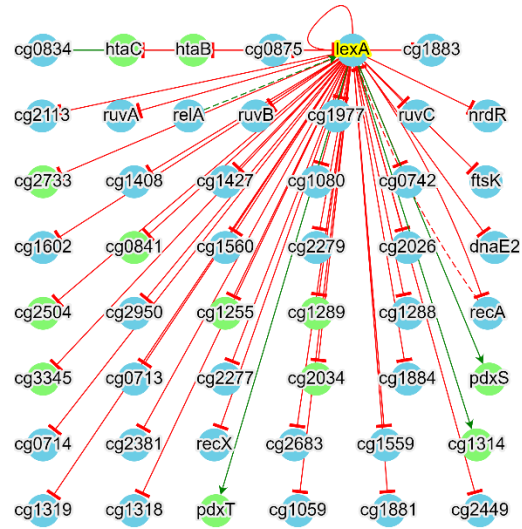 cg0834 htaC htaB cg0875 lexA cg1883
cg2113 ruvA relA ruvB cg1977 ruvC nrdR
cg2733 cg1408 cg1427 cg1080 cg0742 ftsK
cg1602 cg0841 cg1560 cg2279 cg2026 dnaE2
cg2504 cg2950 cg1255 cg1289 cg1288 recA
cg3345 cg0713 cg2277 cg2034 cg1884 pdxS
cg0714 cg2381 recX cg2683 cg1559 cg1314
cg1319 cg1318 pdxT cg1059 cg1881 cg2449